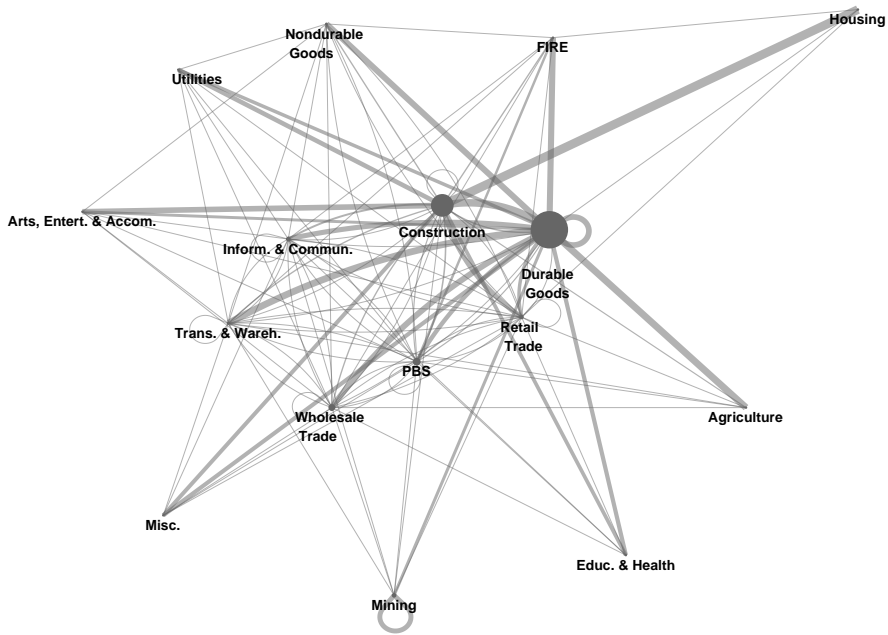 Housing
Nondurable
Goods
FIRE
Utilities
Arts, Entert. & Accom.
Construction
Inform. & Commun.
Durable
Goods
Trans. & Wareh.
Retail
Trade
PBS
Wholesale
Trade
Agriculture
Misc.
Educ. & Health
Mining